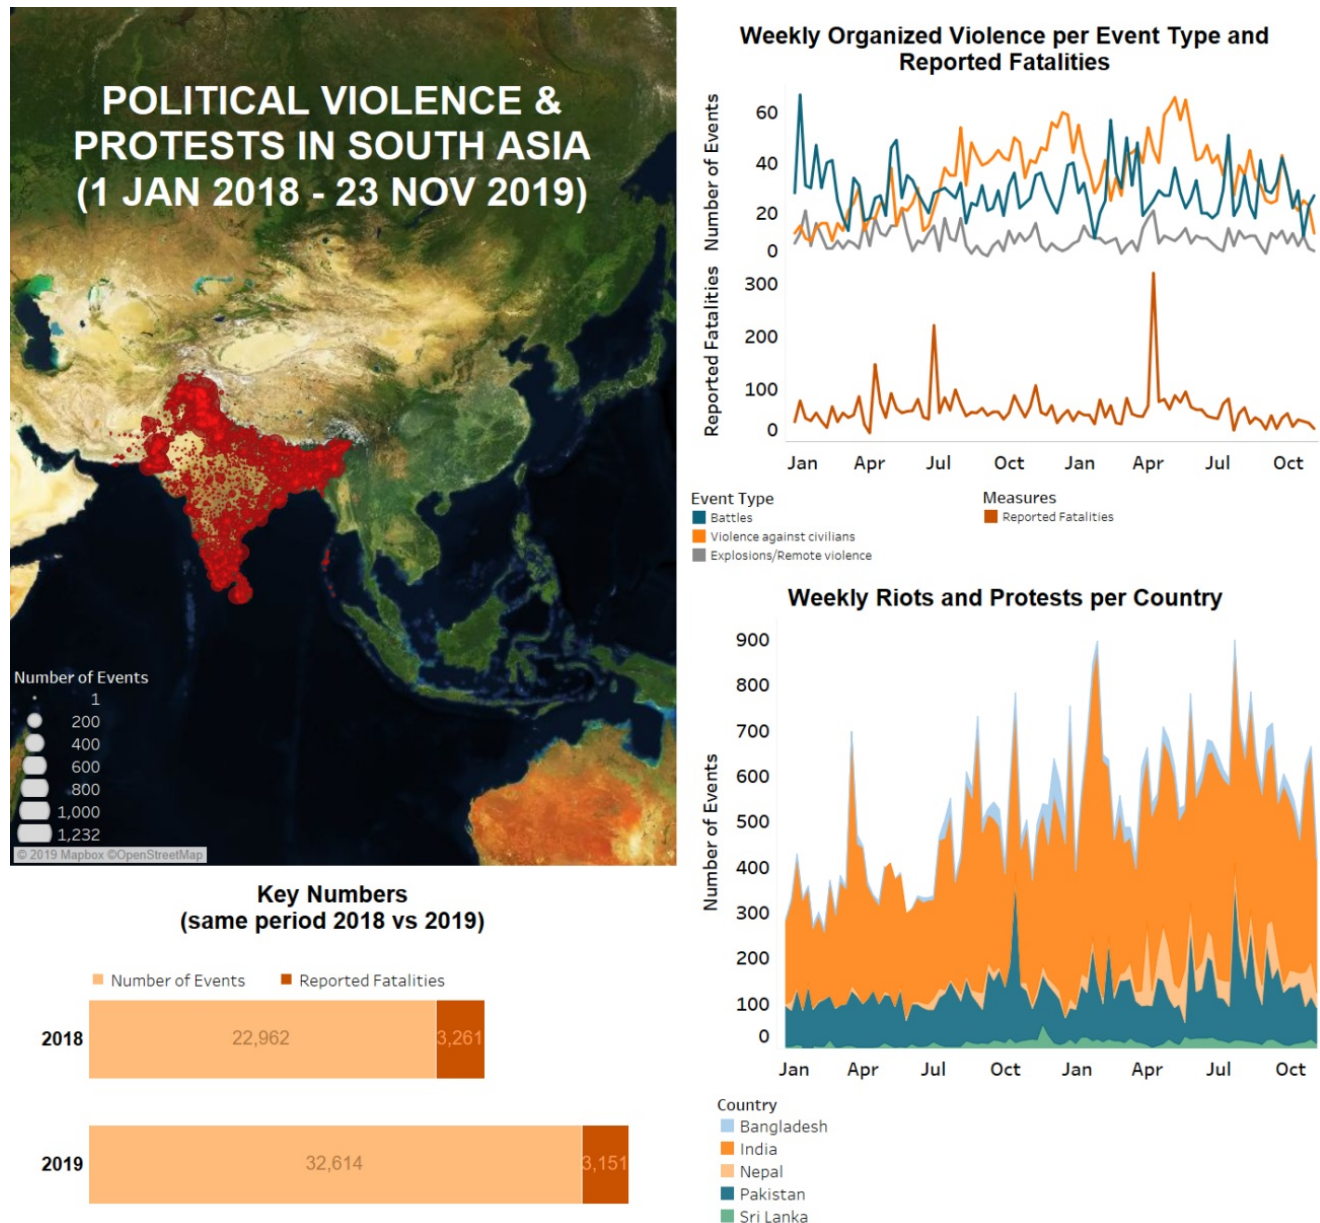 POLITICAL VIOLENCE &
PROTESTS IN SOUTH ASIA
(1 JAN 2018 - 23 NOV 2019)
Number of Events
1
200
400
600
800
1,000
1,232
© 2019 Mapbox ©OpenStreetMap
Key Numbers
(same period 2018 vs 2019)
Number of Events
Reported Fatalities
2018
22,962
3,261
2019
32,614
3,151
Weekly Organized Violence per Event Type and
Reported Fatalities
Number of Events
60
40
20
0
Reported Fatalities
300
200
100
0
Jan Apr Jul Oct Jan Apr Jul Oct
Event Type
Battles
Violence against civilians
Explosions/Remote violence
Measures
Reported Fatalities
Weekly Riots and Protests per Country
Number of Events
900
800
700
600
500
400
300
200
100
0
Jan Apr Jul Oct Jan Apr Jul Oct
Country
Bangladesh
India
Nepal
Pakistan
Sri Lanka